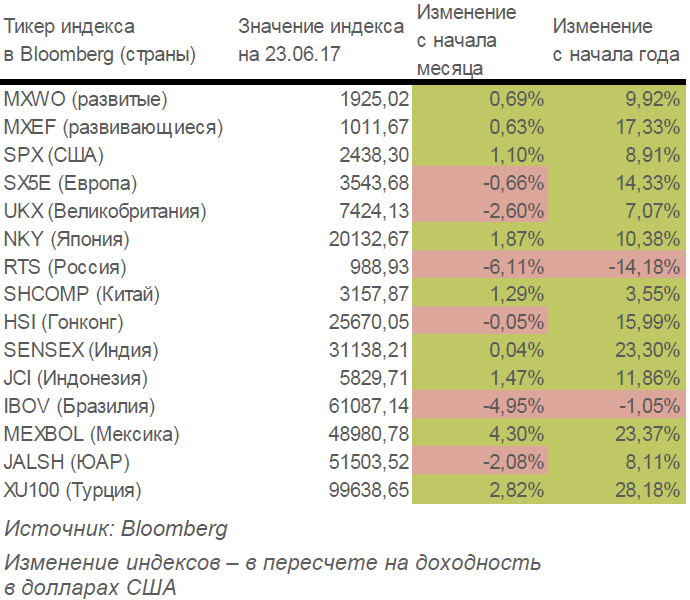 Тикер индекса в Bloomberg (страны) Значение индекса на 23.06.17 Изменение с начала месяца Изменение с начала года
MXWO (развитые) 1925,02 0,69% 9,92%
MXEF (развивающиеся) 1011,67 0,63% 17,33%
SPX (США) 2438,30 1,10% 8,91%
SX5E (Европа) 3543,68 -0,66% 14,33%
UKX (Великобритания) 7424,13 -2,60% 7,07%
NKY (Япония) 20132,67 1,87% 10,38%
RTS (Россия) 988,93 -6,11% -14,18%
SHCOMP (Китай) 3157,87 1,29% 3,55%
HSI (Гонконг) 25670,05 -0,05% 15,99%
SENSEX (Индия) 31138,21 0,04% 23,30%
JCI (Индонезия) 5829,71 1,47% 11,86%
IBOV (Бразилия) 61087,14 -4,95% -1,05%
MEXBOL (Мексика) 48980,78 4,30% 23,37%
JALSH (ЮАР) 51503,52 -2,08% 8,11%
XU100 (Турция) 99638,65 2,82% 28,18%
Источник: Bloomberg
Изменение индексов – в пересчете на доходность
в долларах США